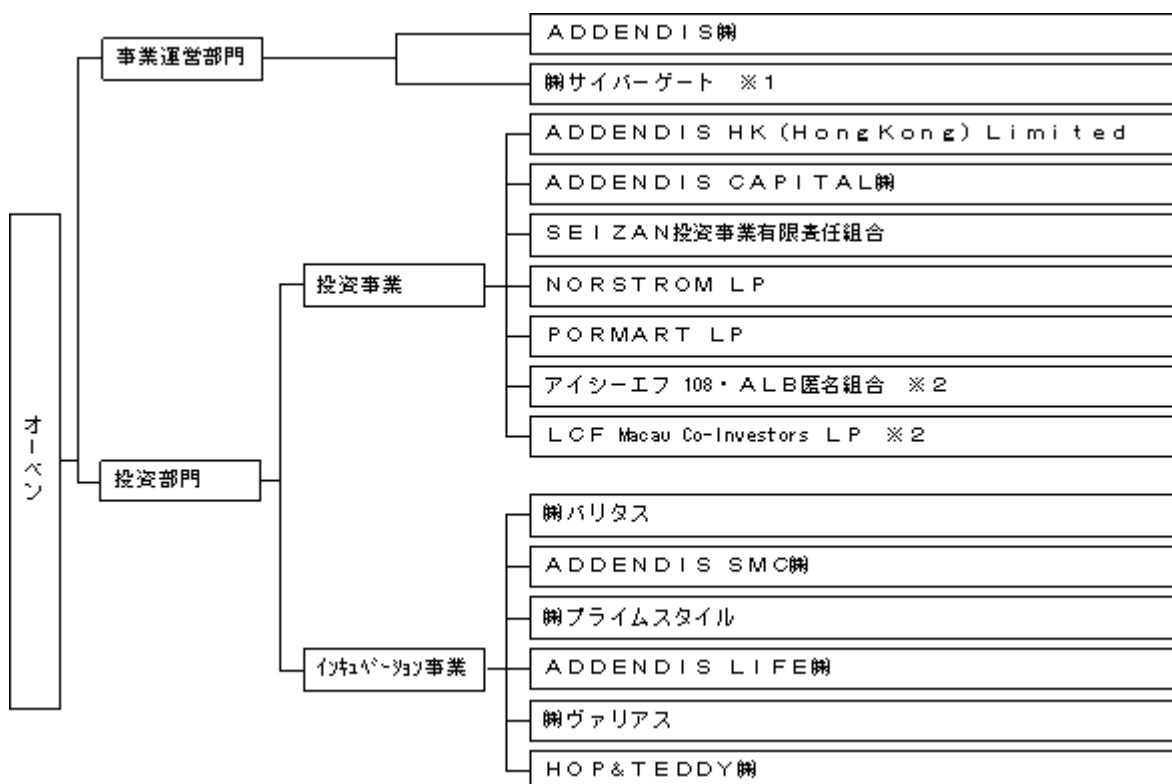 オーベン
事業運営部門
ＡＤＤＥＮＤＩＳ㈱
㈱サイバーゲート　※１
投資部門
投資事業
ＡＤＤＥＮＤＩＳ ＨＫ（ＨｏｎｇＫｏｎｇ）Ｌｉｍｉｔｅｄ
ＡＤＤＥＮＤＩＳ ＣＡＰＩＴＡＬ㈱
ＳＥＩＺＡＮ投資事業有限責任組合
ＮＯＲＳＴＲＯＭ ＬＰ
ＰＯＲＭＡＲＴ ＬＰ
アイシーエフ 108・ＡＬＢ匿名組合　※２
ＬＣＦ Macau Co-Investors ＬＰ　※２
ｲﾝｷｭﾍﾞｰｼｮﾝ事業
㈱バリタス
ＡＤＤＥＮＤＩＳ ＳＭＣ㈱
㈱プライムスタイル
ＡＤＤＥＮＤＩＳ ＬＩＦＥ㈱
㈱ヴァリアス
ＨＯＰ＆ＴＥＤＤＹ㈱